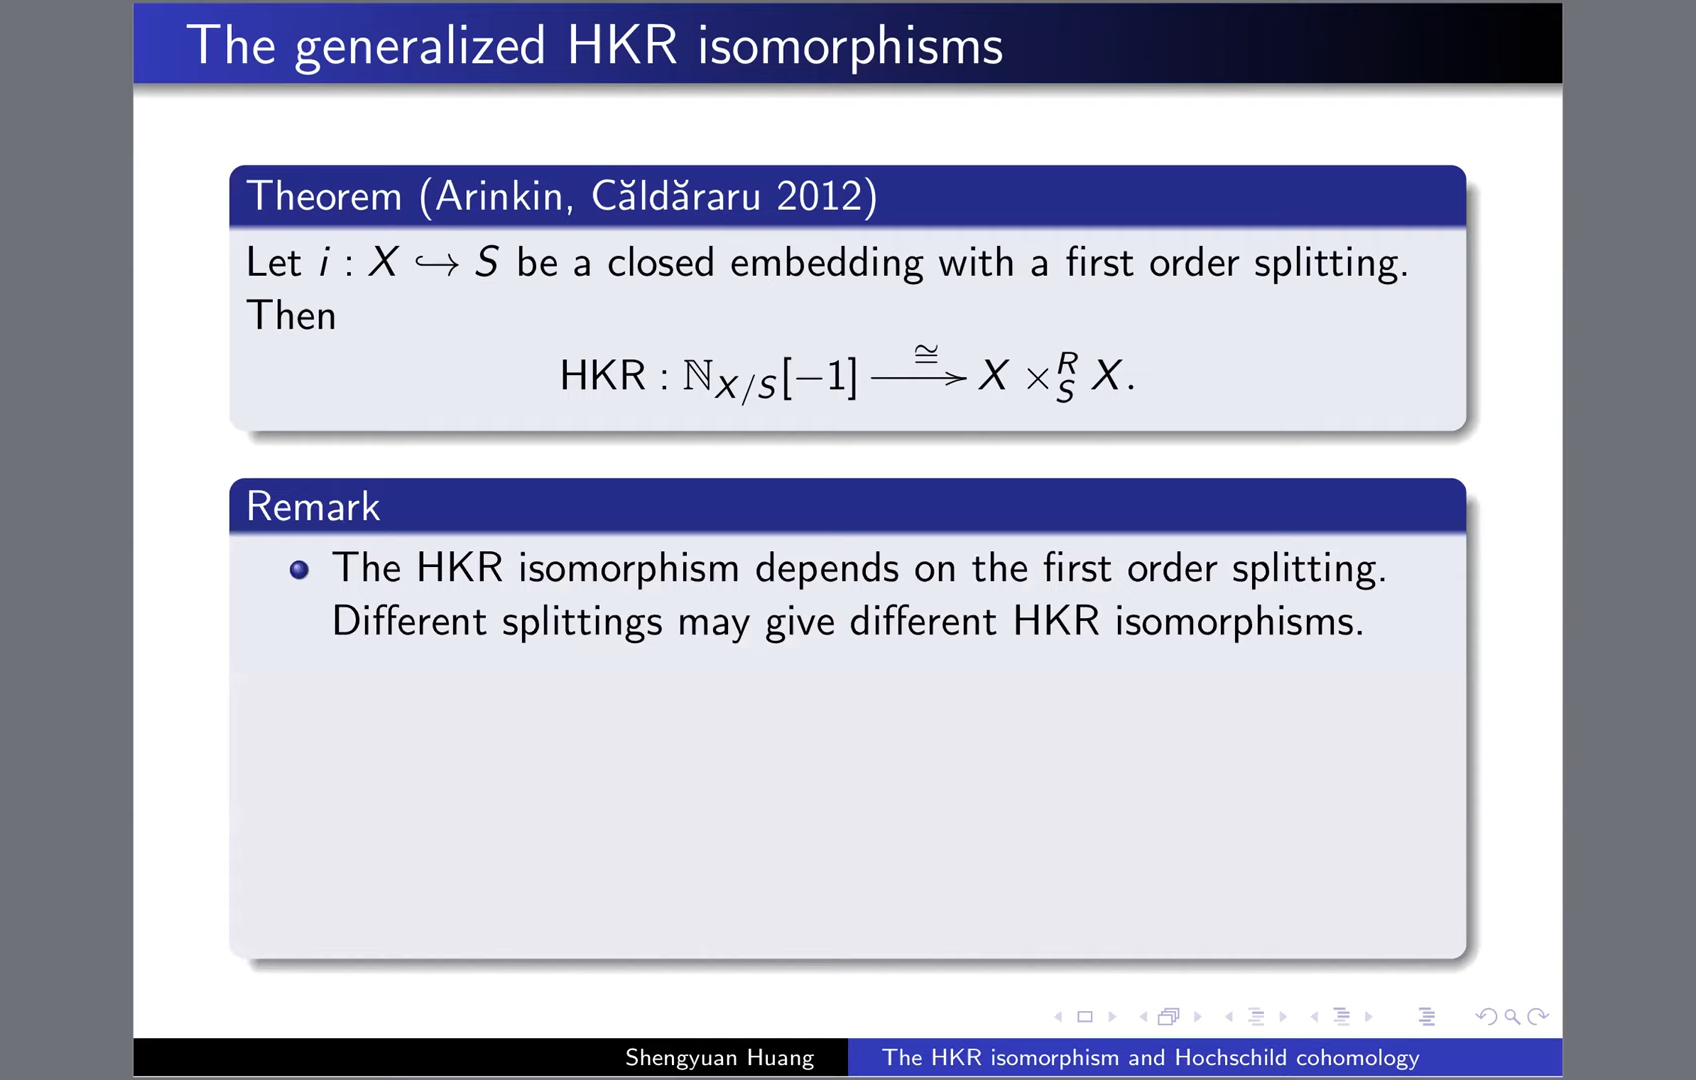 The generalized HKR isomorphisms
Theorem (Arinkin, Căldăraru 2012)
Let i : X ↪ S be a closed embedding with a first order splitting.
Then
HKR : ℕ_{X/S}[−1] ≅⟶ X ×^R_S X.
Remark
The HKR isomorphism depends on the first order splitting.
Different splittings may give different HKR isomorphisms.
Shengyuan Huang
The HKR isomorphism and Hochschild cohomology